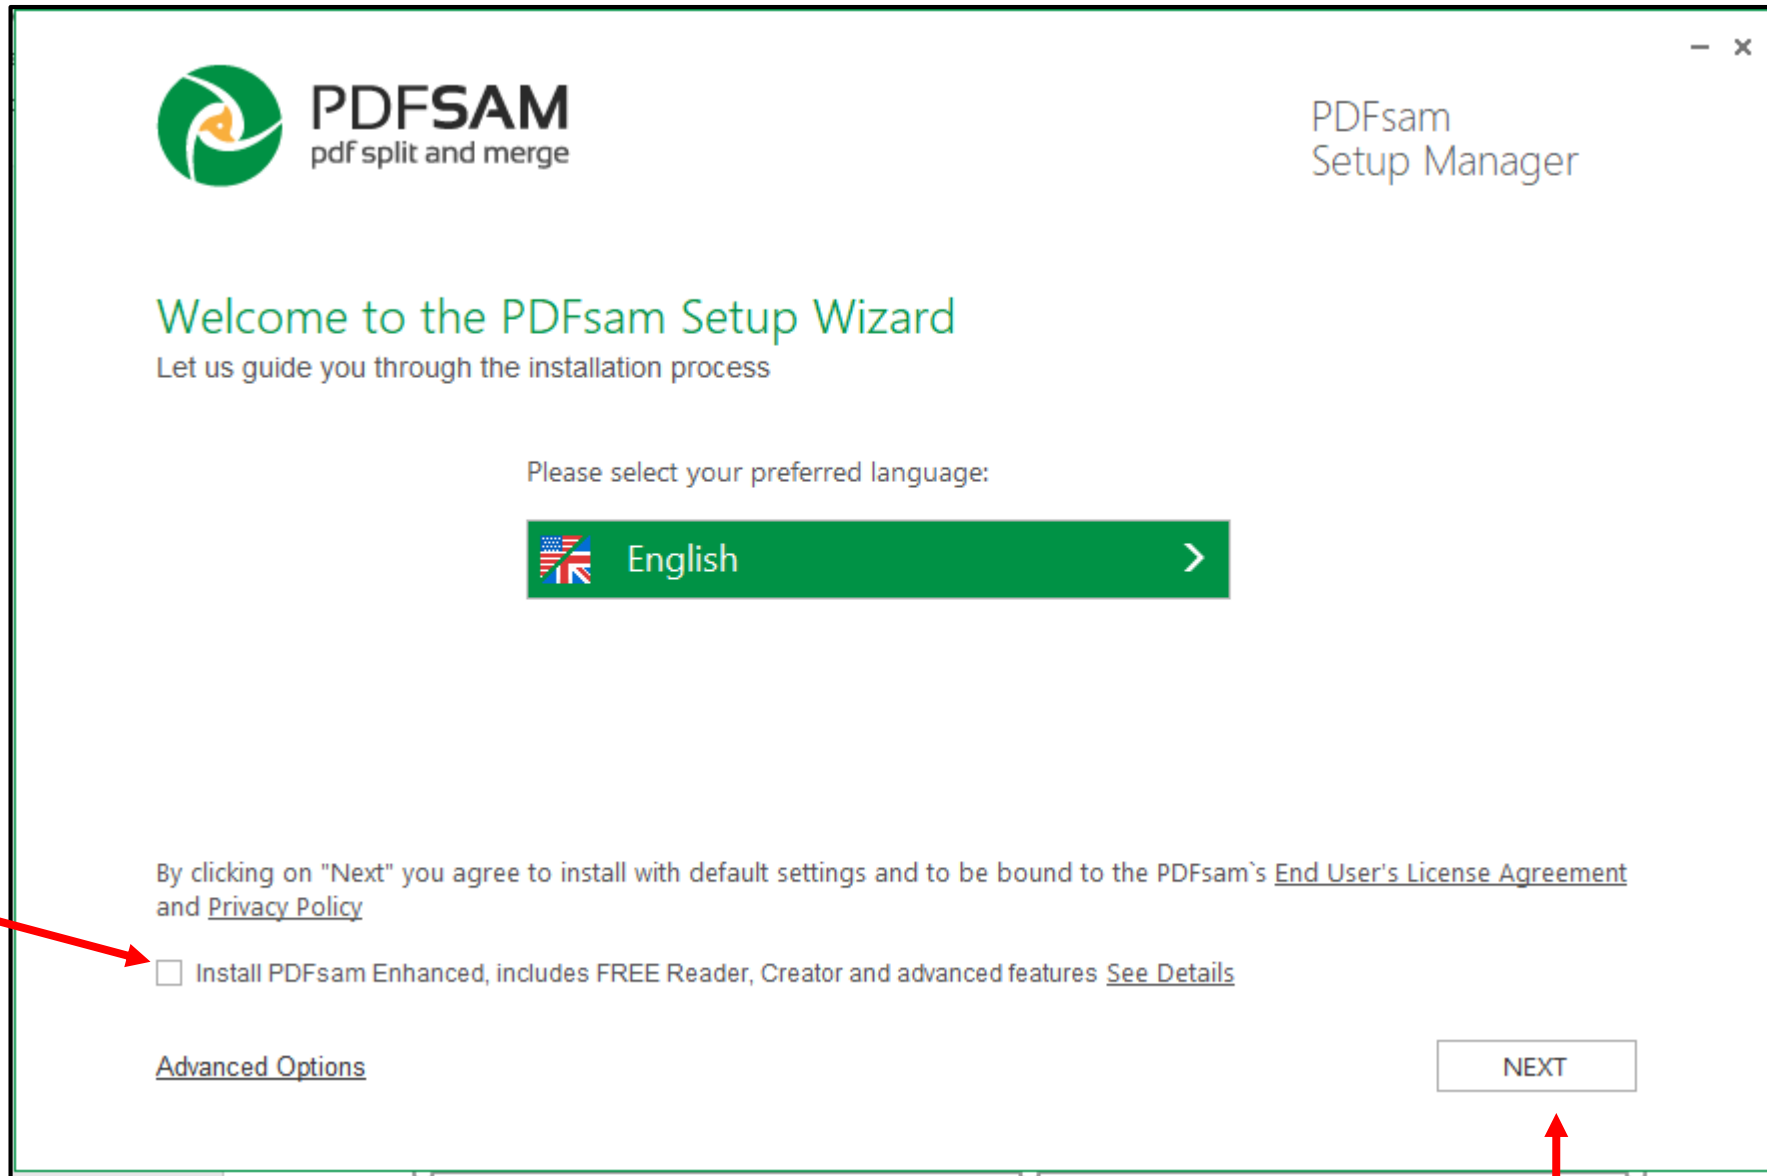 PDFSAM
pdf split and merge
PDFsam
Setup Manager
Welcome to the PDFsam Setup Wizard
Let us guide you through the installation process
Please select your preferred language:
English
By clicking on "Next" you agree to install with default settings and to be bound to the PDFsam`s End User's License Agreement
and Privacy Policy
Install PDFsam Enhanced, includes FREE Reader, Creator and advanced features See Details
Advanced Options
NEXT